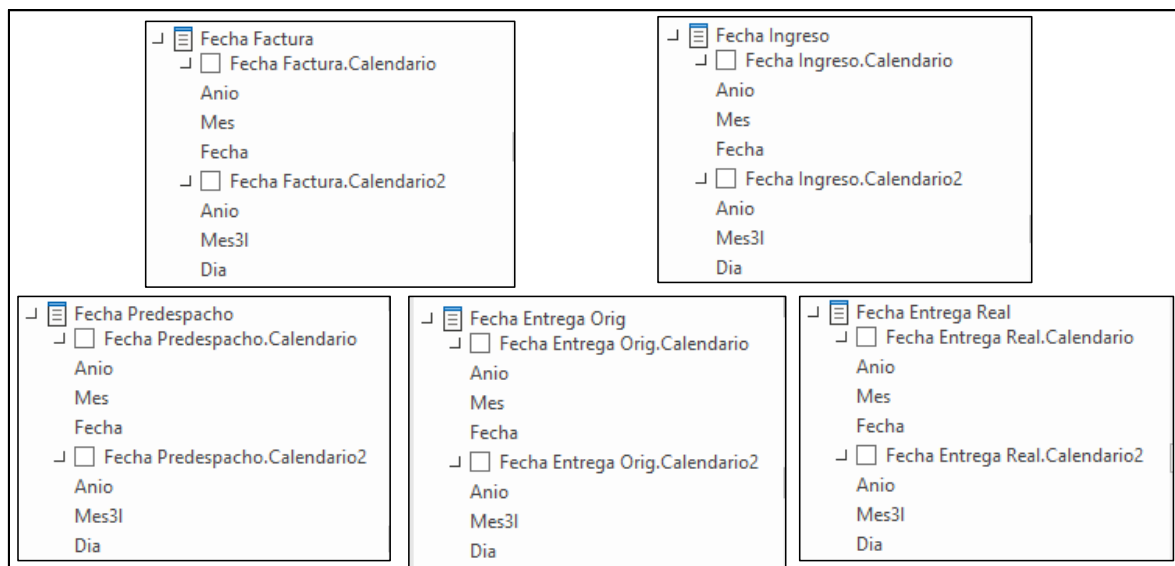 Fecha Factura
Fecha Factura.Calendario
Anio
Mes
Fecha
Fecha Factura.Calendario2
Anio
Mes3l
Dia
Fecha Ingreso
Fecha Ingreso.Calendario
Anio
Mes
Fecha
Fecha Ingreso.Calendario2
Anio
Mes3l
Dia
Fecha Predespacho
Fecha Predespacho.Calendario
Anio
Mes
Fecha
Fecha Predespacho.Calendario2
Anio
Mes3l
Dia
Fecha Entrega Orig
Fecha Entrega Orig.Calendario
Anio
Mes
Fecha
Fecha Entrega Orig.Calendario2
Anio
Mes3l
Dia
Fecha Entrega Real
Fecha Entrega Real.Calendario
Anio
Mes
Fecha
Fecha Entrega Real.Calendario2
Anio
Mes3l
Dia